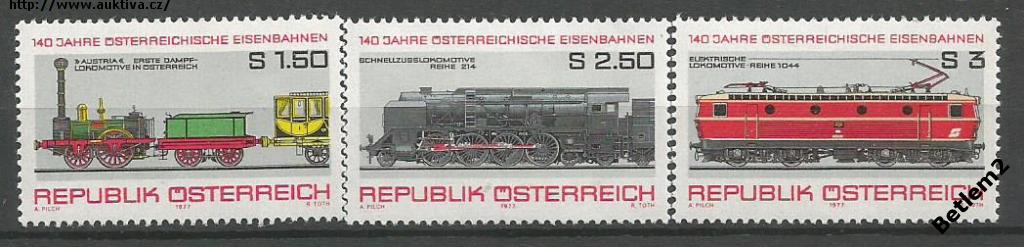 http://www.auktiva.cz/
140 JAHRE ÖSTERREICHISCHE EISENBAHNEN
»AUSTRIA« ERSTE DAMPF-
LOKOMOTIVE IN ÖSTERREICH
S 1.50
REPUBLIK ÖSTERREICH
A. PILCH 1977 R. TOTH
140 JAHRE ÖSTERREICHISCHE EISENBAHNEN
SCHNELLZUGSLOKOMOTIVE
REIHE 214
S 2.50
REPUBLIK ÖSTERREICH
A. PILCH 1977 R. TOTH
140 JAHRE ÖSTERREICHISCHE EISENBAHNEN
ELEKTRISCHE
LOKOMOTIVE-REIHE 1044
S 3
REPUBLIK ÖSTERREICH
A. PILCH 1977
Betlem2